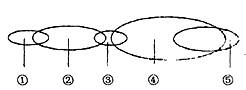 ① ② ③ ④ ⑤